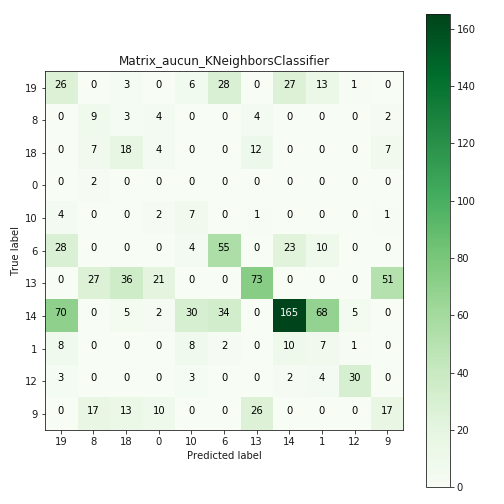 Matrix_aucun_KNeighborsClassifier
19 26 0 3 0 6 28 0 27 13 1 0
8 0 9 3 4 0 0 4 0 0 0 2
18 0 7 18 4 0 0 12 0 0 0 7
0 0 2 0 0 0 0 0 0 0 0 0
10 4 0 0 2 7 0 1 0 0 0 1
6 28 0 0 0 4 55 0 23 10 0 0
13 0 27 36 21 0 0 73 0 0 0 51
14 70 0 5 2 30 34 0 165 68 5 0
1 8 0 0 0 8 2 0 10 7 1 0
12 3 0 0 0 3 0 0 2 4 30 0
9 0 17 13 10 0 0 26 0 0 0 17
19 8 18 0 10 6 13 14 1 12 9
Predicted label
True label
160
140
120
100
80
60
40
20
0